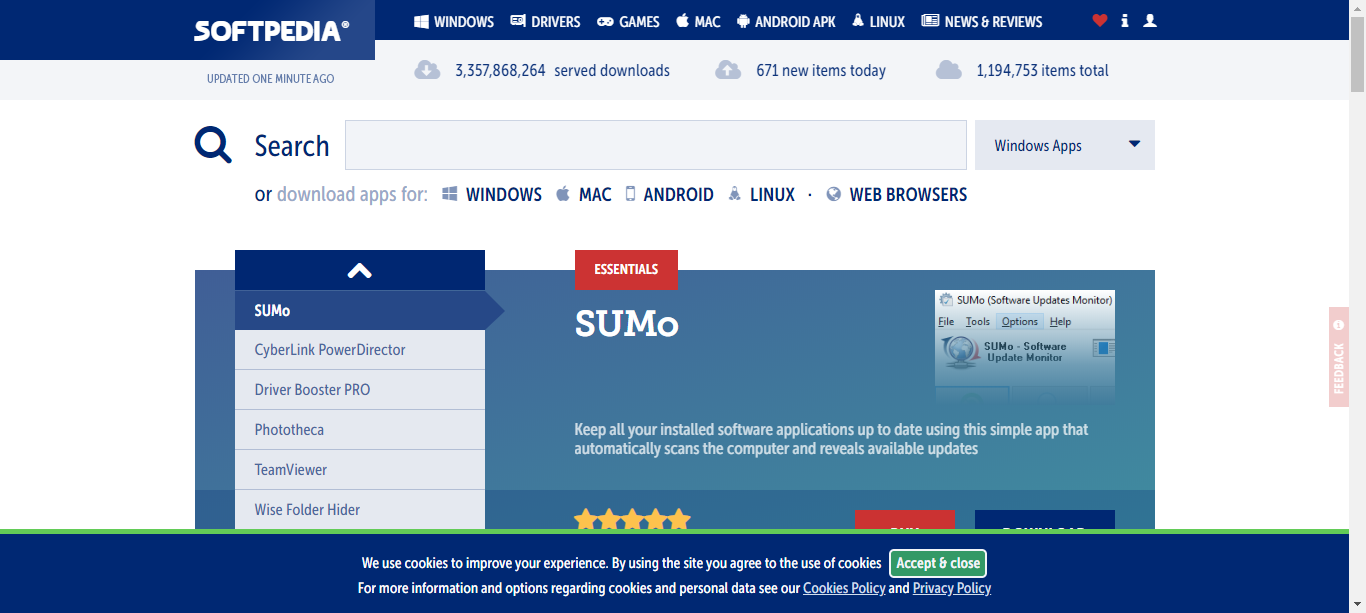 SOFTPEDIA®
WINDOWS DRIVERS GAMES MAC ANDROID APK LINUX NEWS & REVIEWS
UPDATED ONE MINUTE AGO
3,357,868,264 served downloads 671 new items today 1,194,753 items total
Search
Windows Apps
or download apps for: WINDOWS MAC ANDROID LINUX · WEB BROWSERS
SUMo
CyberLink PowerDirector
Driver Booster PRO
Phototheca
TeamViewer
Wise Folder Hider
ESSENTIALS
SUMo
SUMo (Software Updates Monitor)
File Tools Options Help
SUMo - Software
Update Monitor
Keep all your installed software applications up to date using this simple app that
automatically scans the computer and reveals available updates
FEEDBACK
We use cookies to improve your experience. By using the site you agree to the use of cookies Accept & close
For more information and options regarding cookies and personal data see our Cookies Policy and Privacy Policy